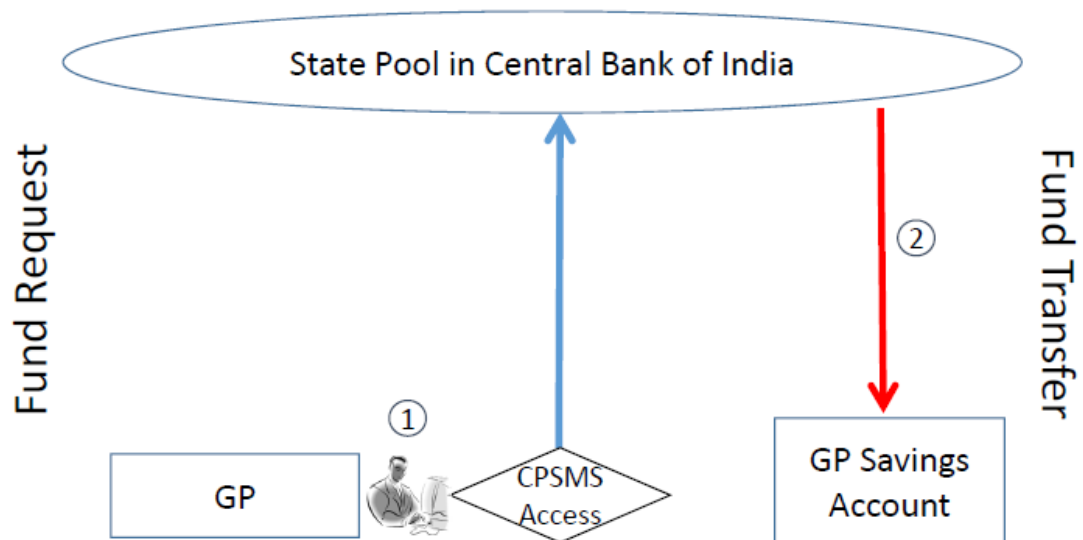 State Pool in Central Bank of India
Fund Request
Fund Transfer
2
1
GP
CPSMS
Access
GP Savings
Account